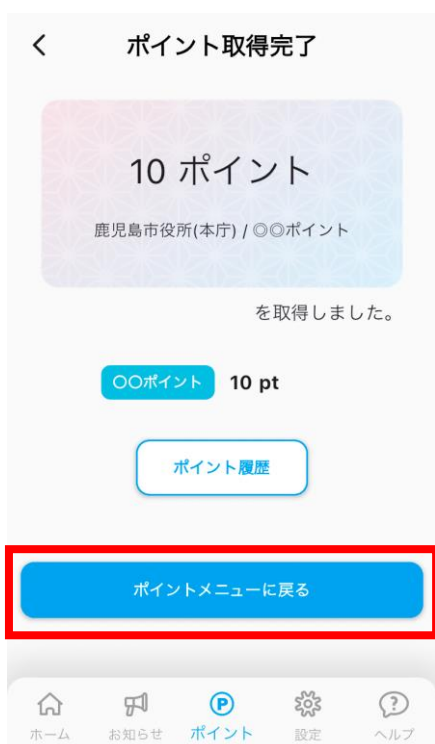 ポイント取得完了
10 ポイント
鹿児島市役所(本庁) / ◎◎ポイント
を取得しました。
〇〇ポイント 10 pt
ポイント履歴
ポイントメニューに戻る
P
ホーム お知らせ ポイント 設定 ヘルプ